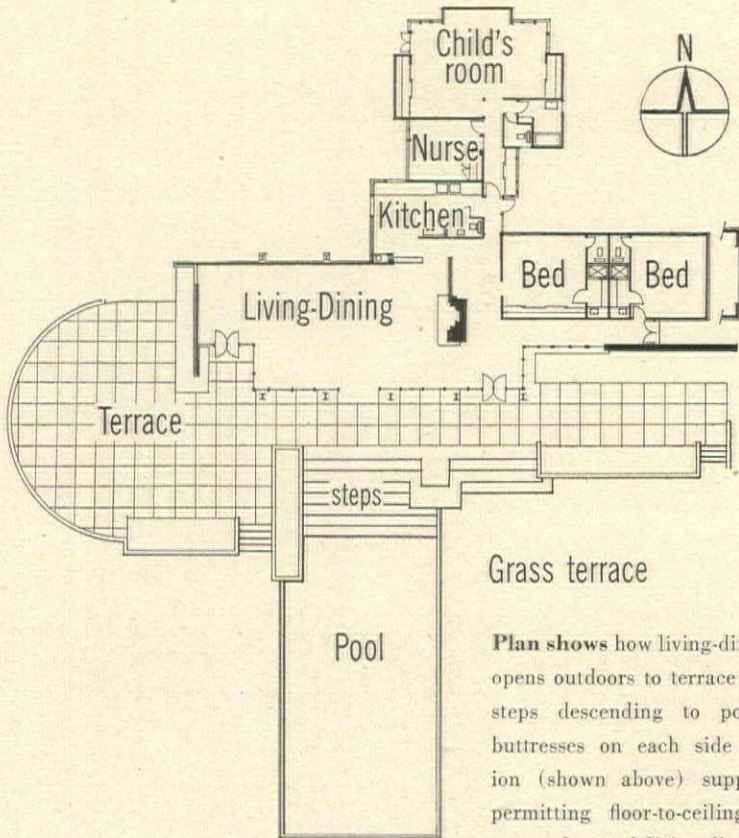 Child's
room
N
Nurse
Kitchen
Bed
Bed
Living-Dining
Terrace
steps
Grass terrace
Pool
Plan shows how living-di
opens outdoors to terrace
steps descending to po
buttresses on each side
ion (shown above) supp
permitting floor-to-ceiling